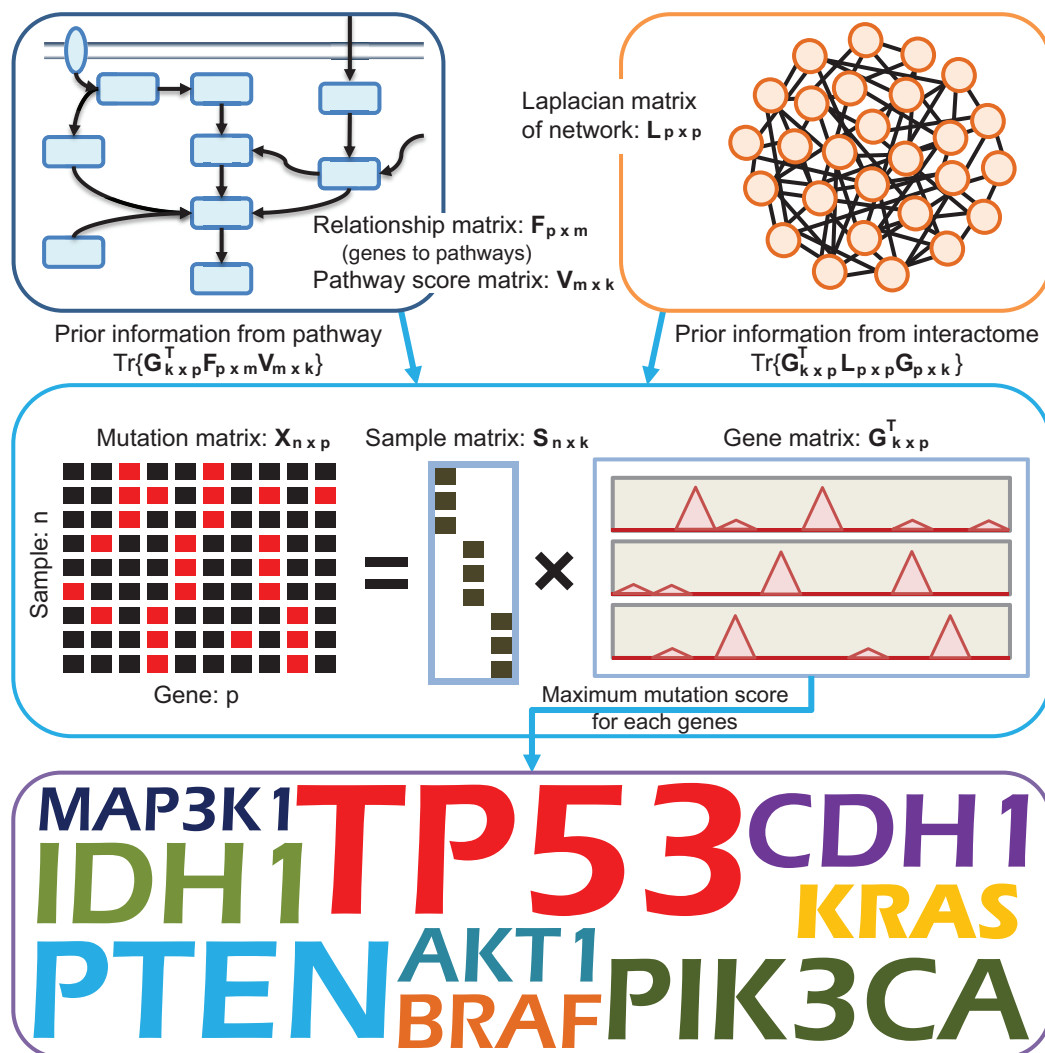 Laplacian matrix
of network: L p x p
Relationship matrix: F p x m
(genes to pathways)
Pathway score matrix: V m x k
Prior information from pathway
Tr{G^T k x p F p x m V m x k}
Prior information from interactome
Tr{G^T k x p L p x p G p x k}
Mutation matrix: X n x p
Sample matrix: S n x k
Gene matrix: G^T k x p
Sample: n
=
×
Gene: p
Maximum mutation score
for each genes
MAP3K1
TP53
CDH1
IDH1
KRAS
PTEN
AKT1
BRAF
PIK3CA